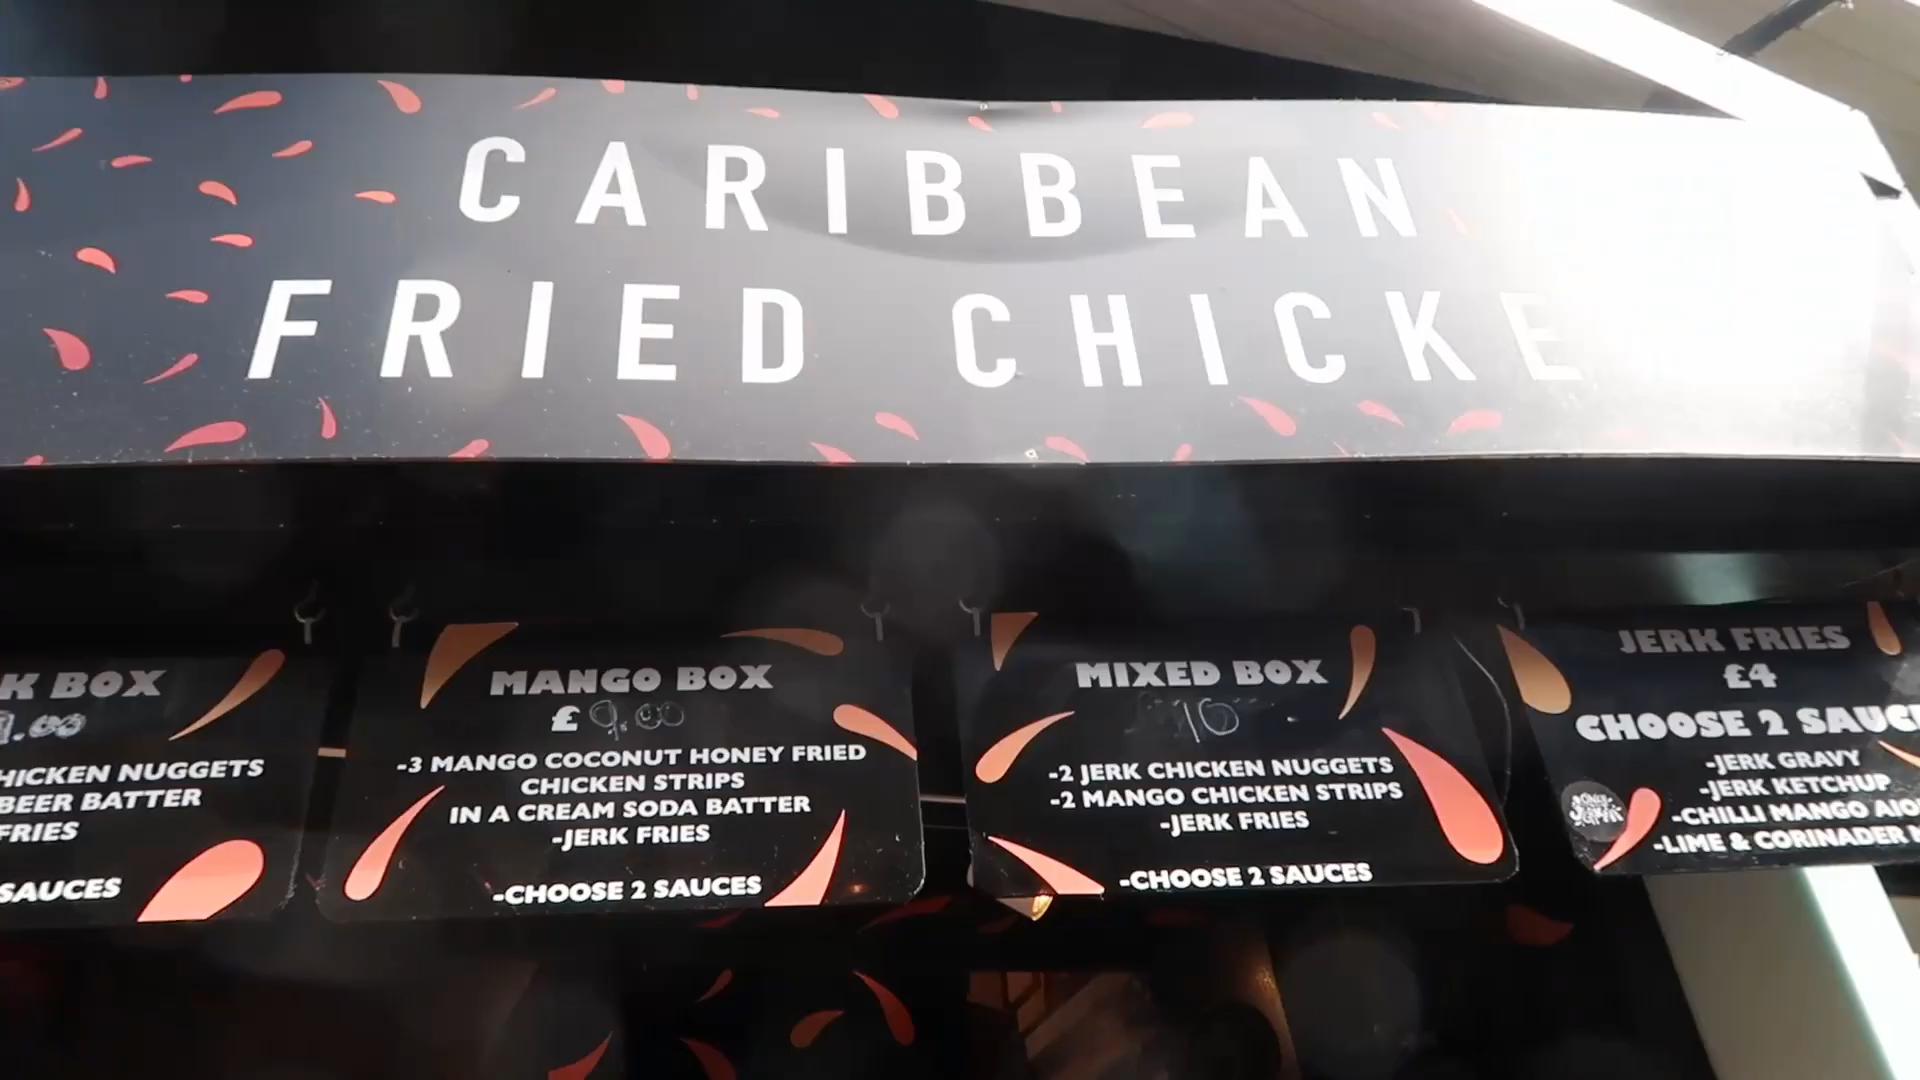 CARIBBEAN
FRIED CHICKE
K BOX
HICKEN NUGGETS
BEER BATTER
FRIES
SAUCES
MANGO BOX
£ 9.00
-3 MANGO COCONUT HONEY FRIED
CHICKEN STRIPS
IN A CREAM SODA BATTER
-JERK FRIES
-CHOOSE 2 SAUCES
MIXED BOX
10
-2 JERK CHICKEN NUGGETS
-2 MANGO CHICKEN STRIPS
-JERK FRIES
-CHOOSE 2 SAUCES
JERK FRIES
£4
CHOOSE 2 SAUC
-JERK GRAVY
-JERK KETCHUP
-CHILLI MANGO AIO
-LIME & CORINADER